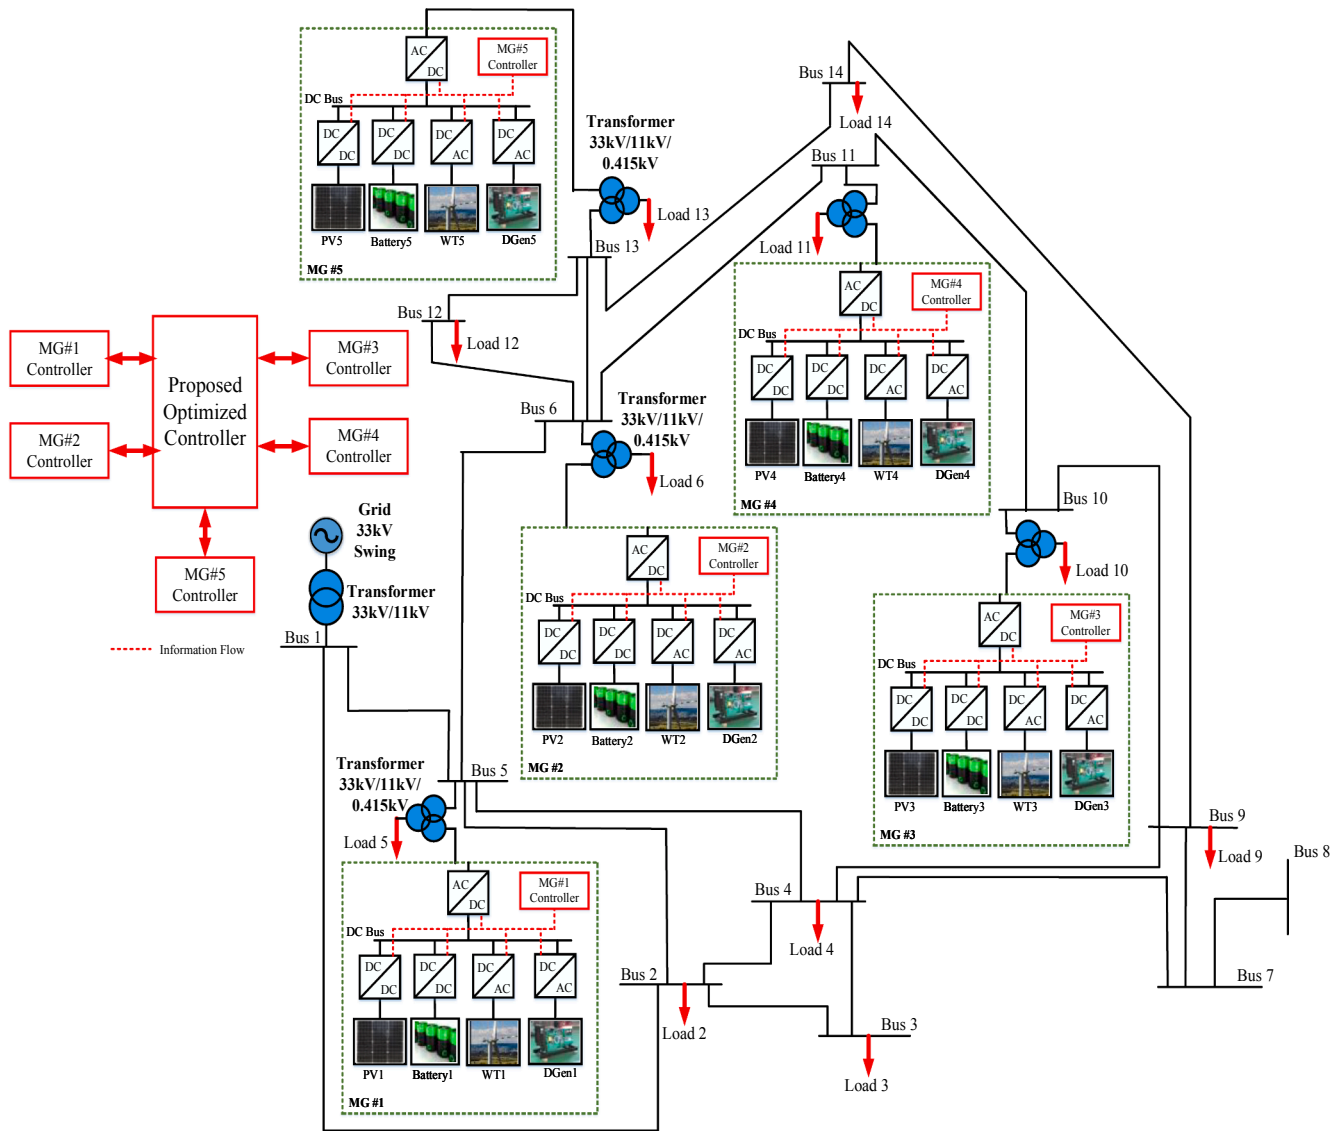 AC
DC
MG#5
Controller
DC Bus
DC
DC
DC
DC
DC
AC
DC
AC
PV5
Battery5
WT5
DGen5
MG #5
Transformer
33kV/11kV/
0.415kV
Load 13
Bus 13
Bus 14
Load 14
Bus 11
Load 11
Bus 12
Load 12
AC
DC
MG#4
Controller
DC Bus
DC
DC
DC
DC
DC
AC
DC
AC
PV4
Battery4
WT4
DGen4
MG #4
MG#1
Controller
MG#2
Controller
Proposed
Optimized
Controller
MG#3
Controller
MG#4
Controller
MG#5
Controller
Information Flow
Bus 6
Transformer
33kV/11kV/
0.415kV
Load 6
Grid
33kV
Swing
Transformer
33kV/11kV
Bus 1
AC
DC
MG#2
Controller
DC Bus
DC
DC
DC
DC
DC
AC
DC
AC
PV2
Battery2
WT2
DGen2
MG #2
Bus 10
Load 10
AC
DC
MG#3
Controller
DC Bus
DC
DC
DC
DC
DC
AC
DC
AC
PV3
Battery3
WT3
DGen3
MG #3
Bus 5
Transformer
33kV/11kV/
0.415kV
Load 5
AC
DC
MG#1
Controller
DC Bus
DC
DC
DC
DC
DC
AC
DC
AC
PV1
Battery1
WT1
DGen1
MG #1
Bus 9
Load 9
Bus 8
Bus 4
Load 4
Bus 2
Load 2
Bus 7
Bus 3
Load 3